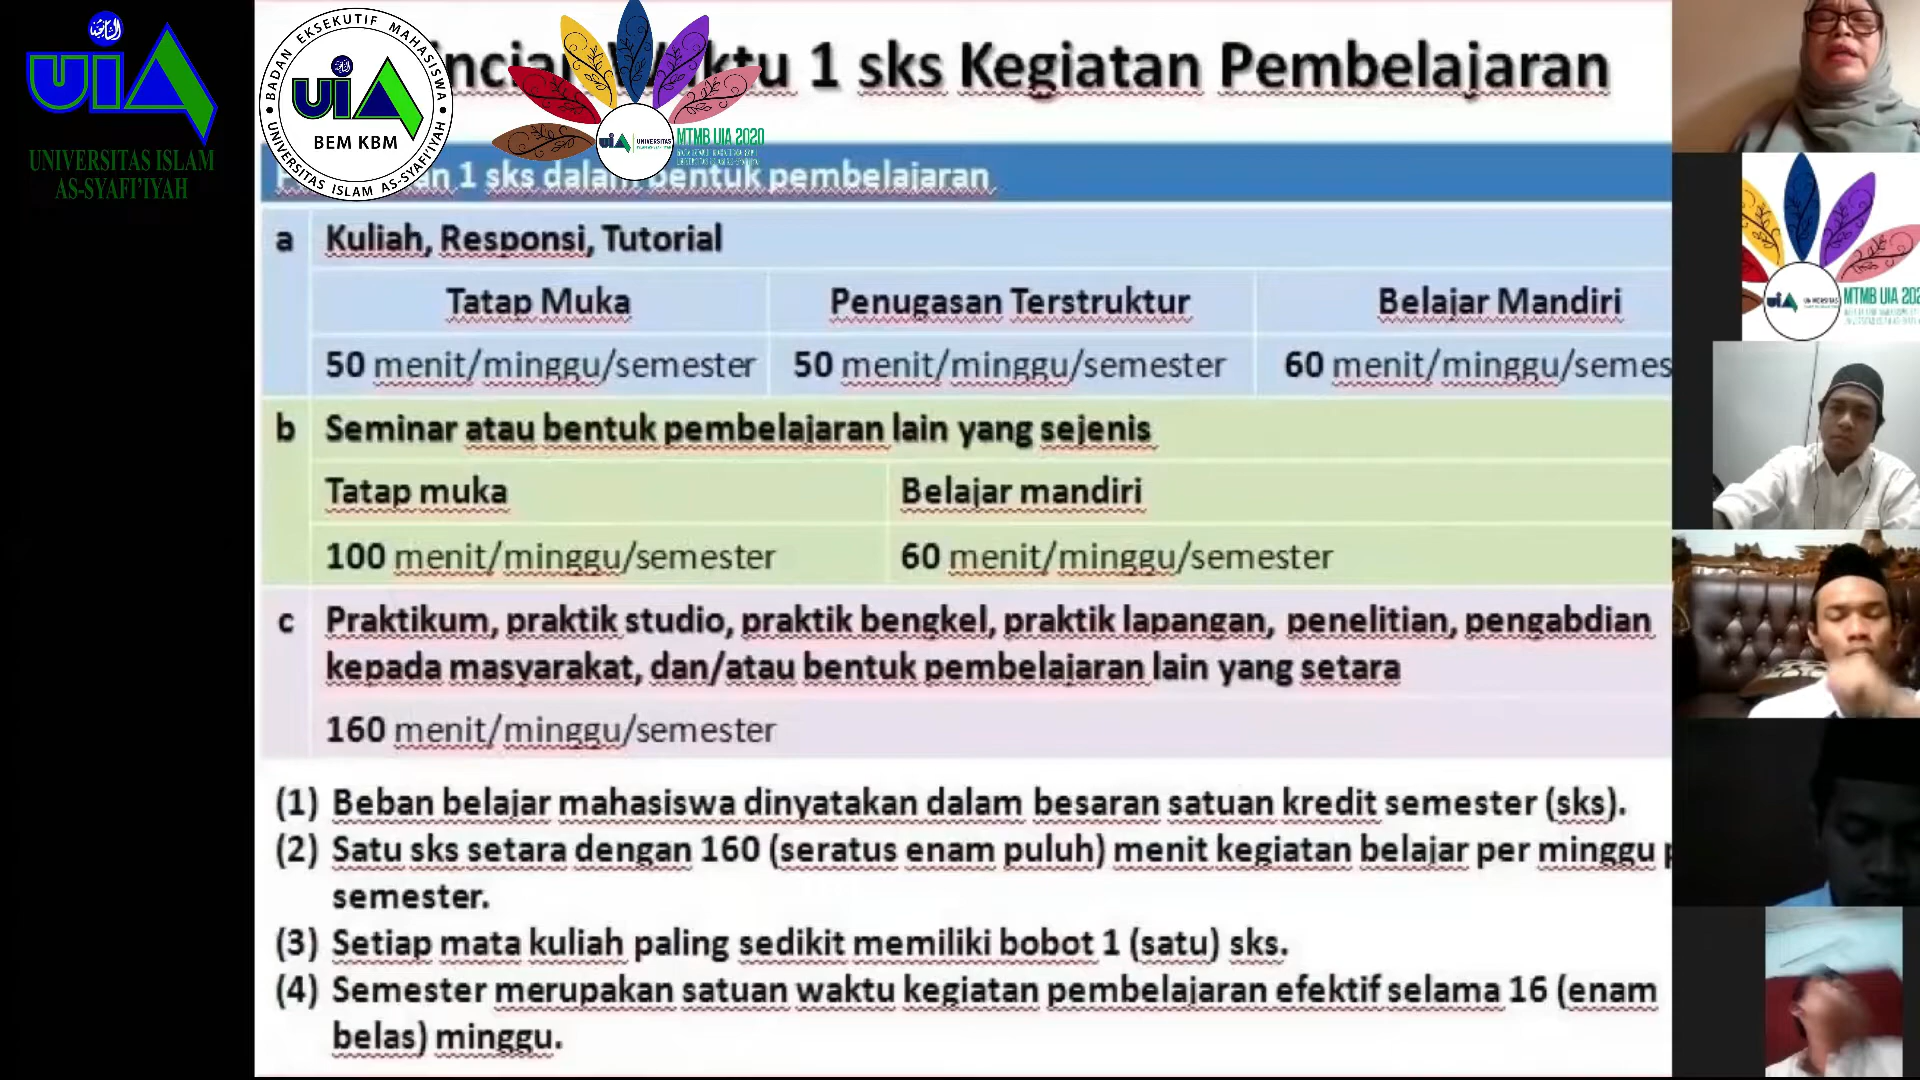 UIA
UNIVERSITAS ISLAM
AS-SYAFI'IYAH
BADAN EKSEKUTIF MAHASISWA
UIA
BEM KBM
UNIVERSITAS ISLAM AS-SYAFI'IYAH
UIA UNIVERSITAS
MTMB UIA 2020
1 sks Kegiatan Pembelajaran
1 sks dalam bentuk pembelajaran
a Kuliah, Responsi, Tutorial
Tatap Muka Penugasan Terstruktur Belajar Mandiri
50 menit/minggu/semester 50 menit/minggu/semester 60 menit/minggu/semes
b Seminar atau bentuk pembelajaran lain yang sejenis
Tatap muka Belajar mandiri
100 menit/minggu/semester 60 menit/minggu/semester
c Praktikum, praktik studio, praktik bengkel, praktik lapangan, penelitian, pengabdian
kepada masyarakat, dan/atau bentuk pembelajaran lain yang setara
160 menit/minggu/semester
(1) Beban belajar mahasiswa dinyatakan dalam besaran satuan kredit semester (sks).
(2) Satu sks setara dengan 160 (seratus enam puluh) menit kegiatan belajar per minggu p
semester.
(3) Setiap mata kuliah paling sedikit memiliki bobot 1 (satu) sks.
(4) Semester merupakan satuan waktu kegiatan pembelajaran efektif selama 16 (enam
belas) minggu.
UIA UNIVERSITAS
MTMB UIA 202